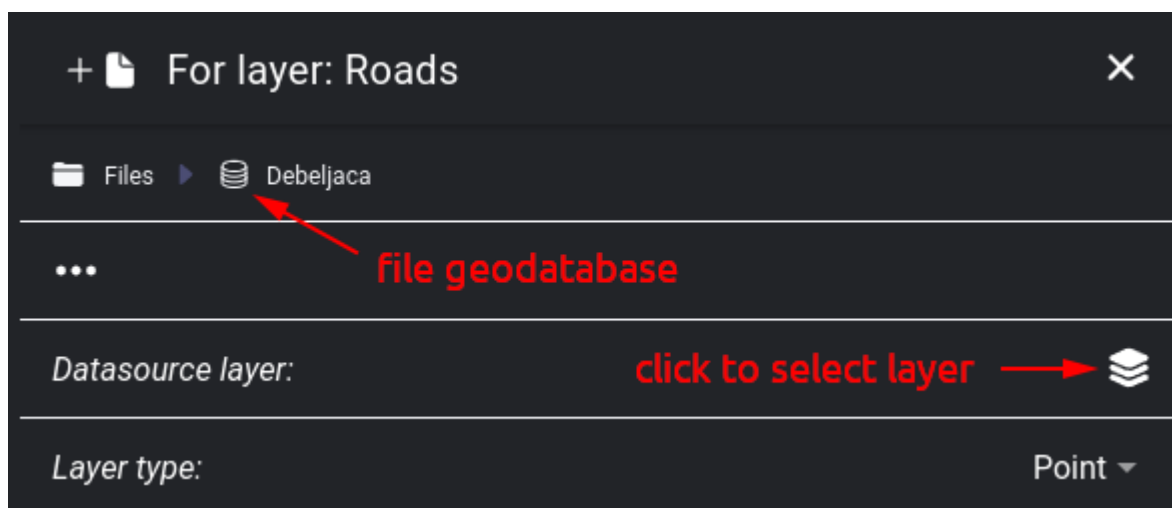 For layer: Roads
Files Debeljaca
file geodatabase
Datasource layer: click to select layer
Layer type: Point